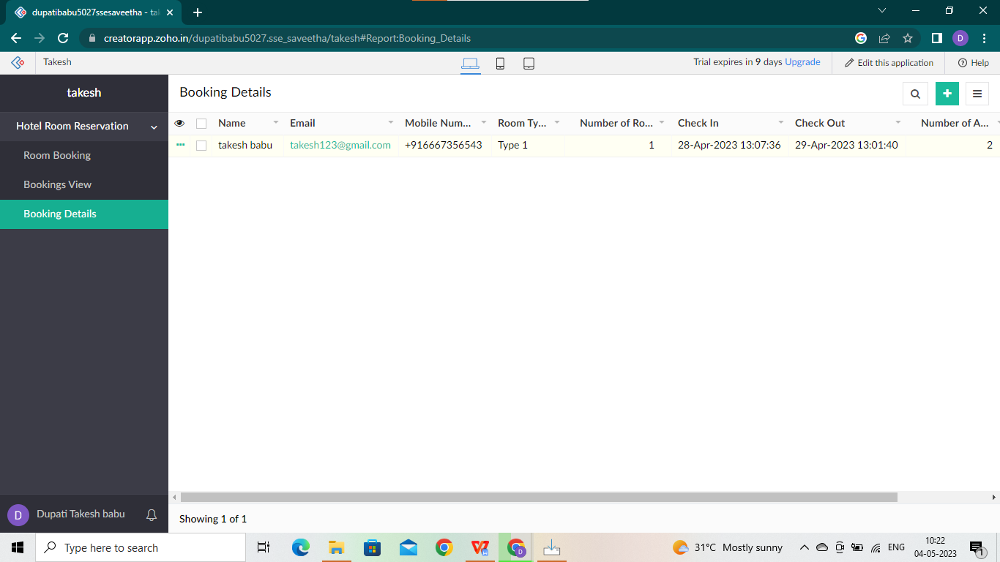 dupatibabu5027ssesaveetha - tak
creatorapp.zoho.in/dupatibabu5027.sse_saveetha/takesh#Report:Booking_Details
D
Takesh
Trial expires in 9 days Upgrade
Edit this application
Help
takesh
Hotel Room Reservation
Room Booking
Bookings View
Booking Details
Booking Details
Name Email Mobile Num... Room Ty... Number of Ro... Check In Check Out Number of A...
takesh babu takesh123@gmail.com +916667356543 Type 1 1 28-Apr-2023 13:07:36 29-Apr-2023 13:01:40 2
D Dupati Takesh babu
Showing 1 of 1
Type here to search
W
D
31°C Mostly sunny
ENG
10:22
04-05-2023
1